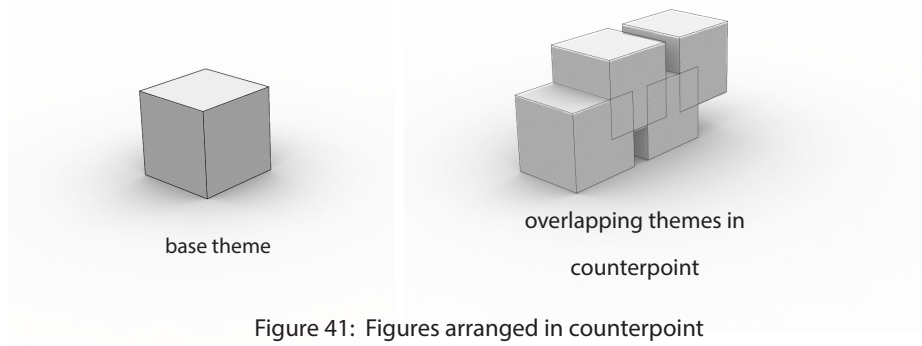 base theme
overlapping themes in
counterpoint
Figure 41:  Figures arranged in counterpoint